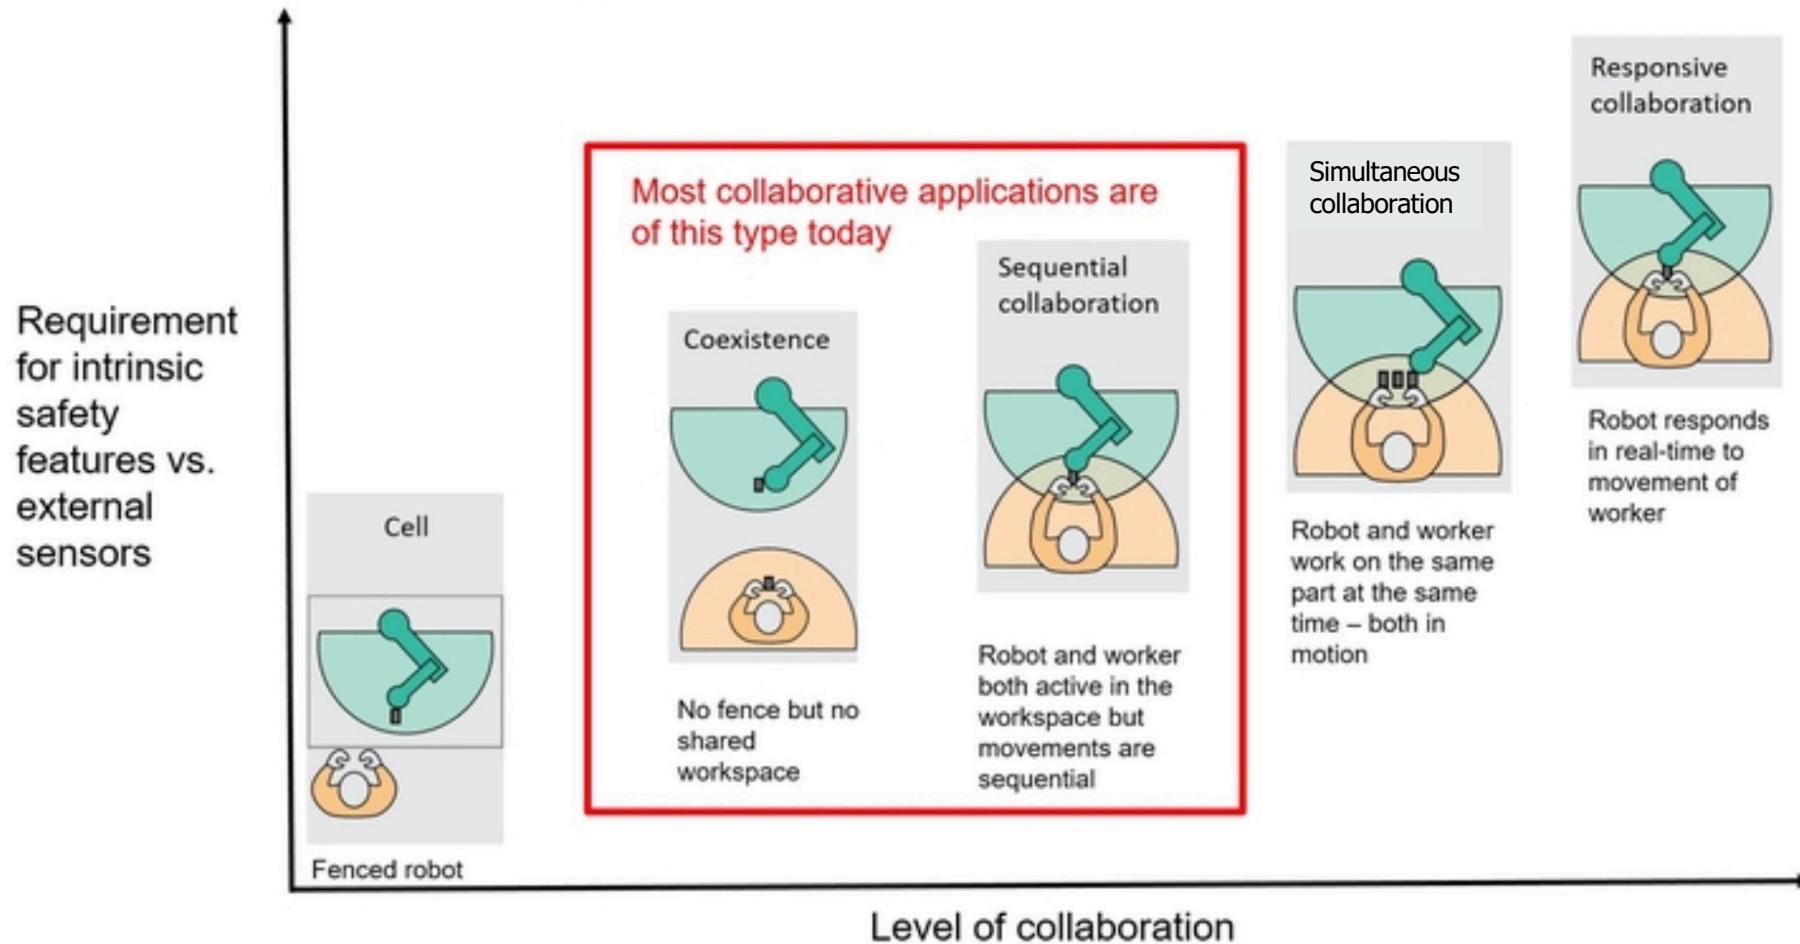 Requirement
for intrinsic
safety
features vs.
external
sensors
Cell
Fenced robot
Most collaborative applications are
of this type today
Coexistence
No fence but no
shared
workspace
Sequential
collaboration
Robot and worker
both active in the
workspace but
movements are
sequential
Simultaneous
collaboration
Robot and worker
work on the same
part at the same
time – both in
motion
Responsive
collaboration
Robot responds
in real-time to
movement of
worker
Level of collaboration